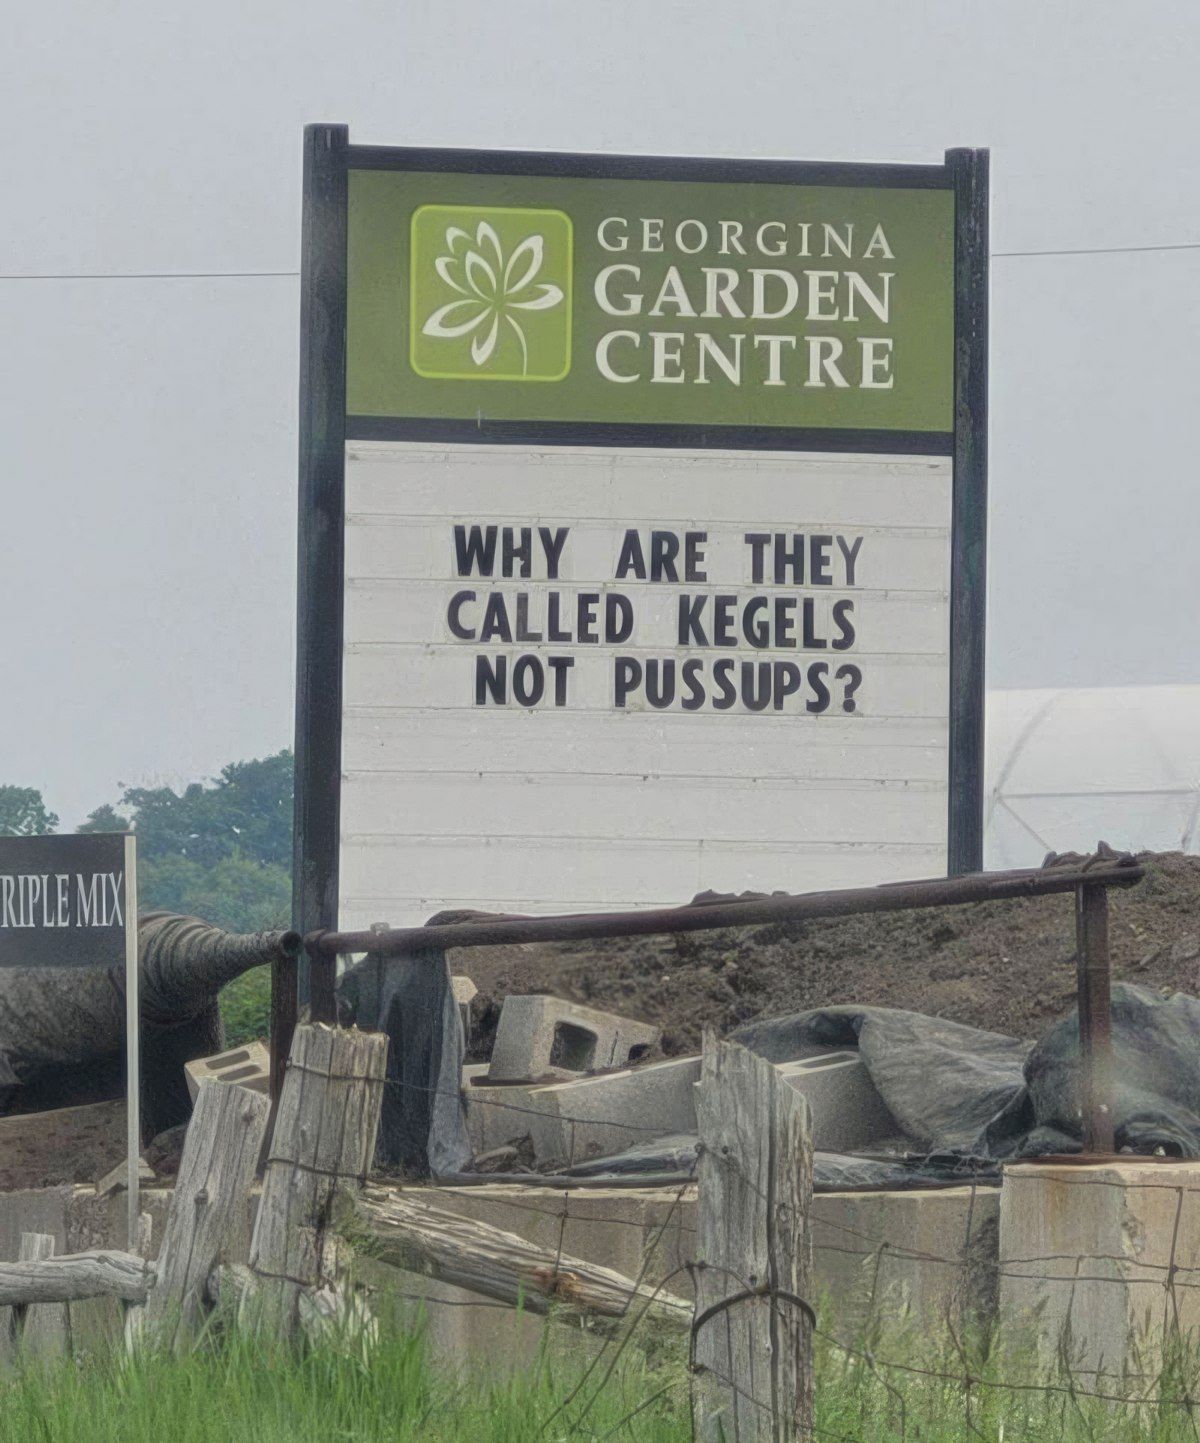 GEORGINA
GARDEN
CENTRE
WHY ARE THEY
CALLED KEGELS
NOT PUSSUPS?
RIPLE MIX